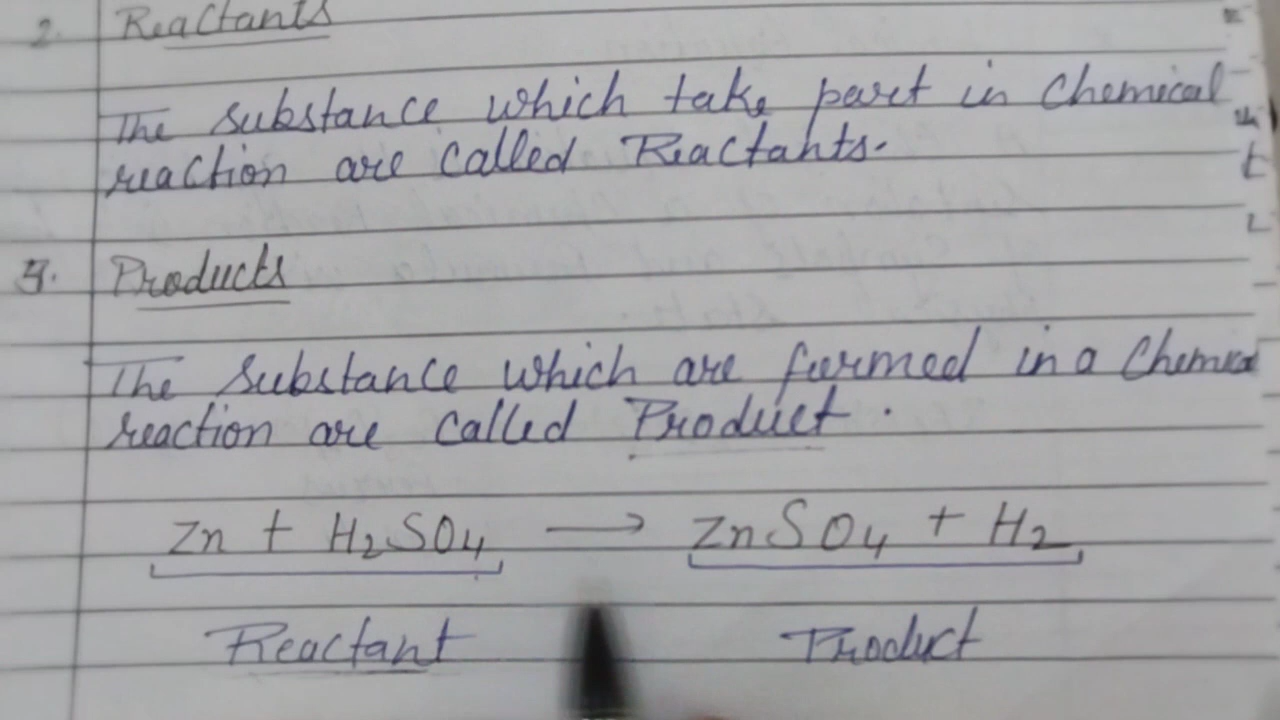 2. Reactants
The substance which take part in Chemical
reaction are called Reactants.
3. Products
The Substance which are formed in a Chemical
reaction are called Product.
Zn + H₂SO₄ → ZnSO₄ + H₂
Reactant Product